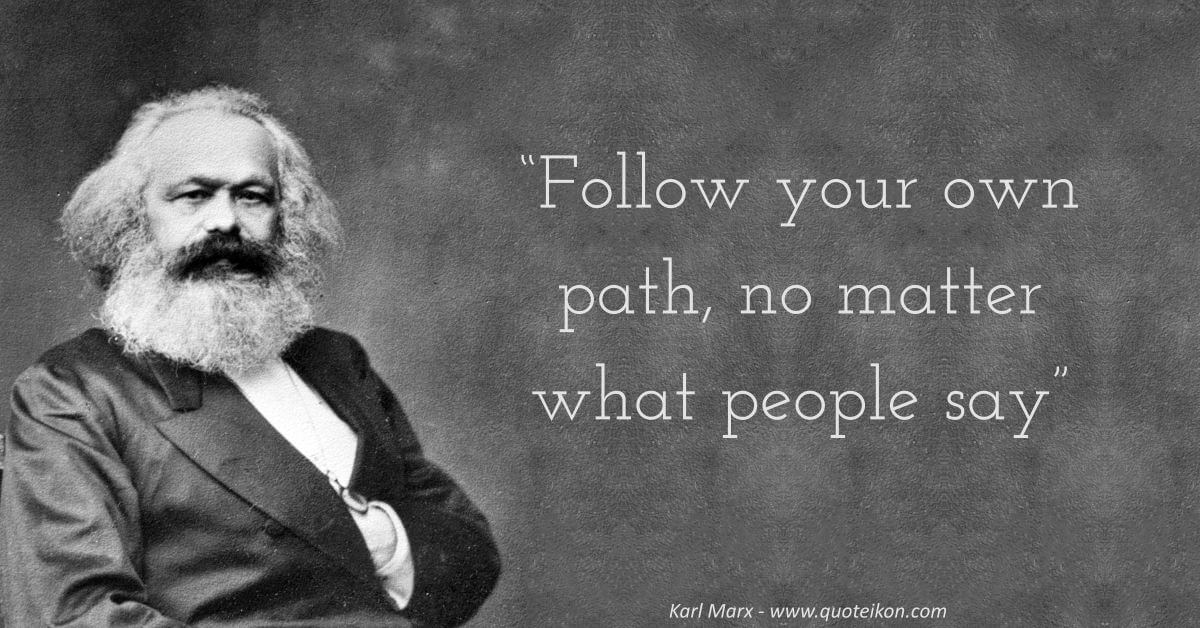 “Follow your own
path, no matter
what people say”
Karl Marx - www.quoteikon.com